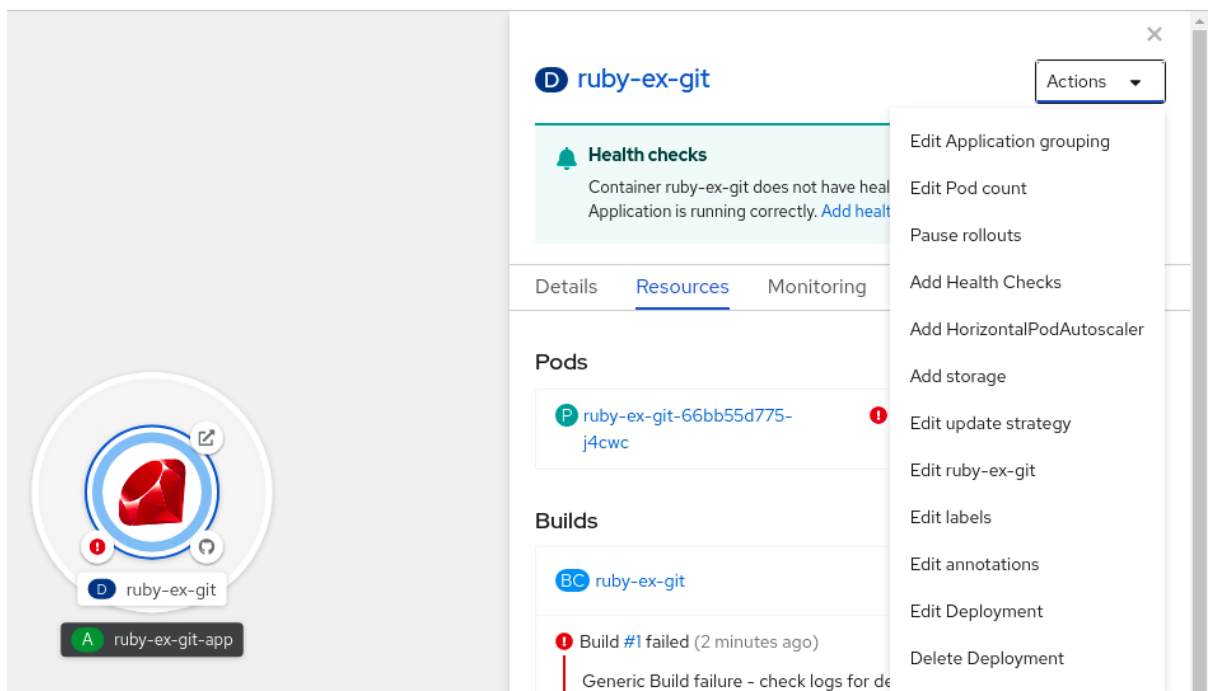 D ruby-ex-git
Actions
Health checks
Container ruby-ex-git does not have
Application is running correctly. Add
Details Resources Monitoring
Pods
P ruby-ex-git-66bb55d775-
j4cwc
Builds
BC ruby-ex-git
Build #1 failed (2 minutes ago)
Generic Build failure - check logs for
Edit Application grouping
Edit Pod count
Pause rollouts
Add Health Checks
Add HorizontalPodAutoscaler
Add storage
Edit update strategy
Edit ruby-ex-git
Edit labels
Edit annotations
Edit Deployment
Delete Deployment
D ruby-ex-git
A ruby-ex-git-app